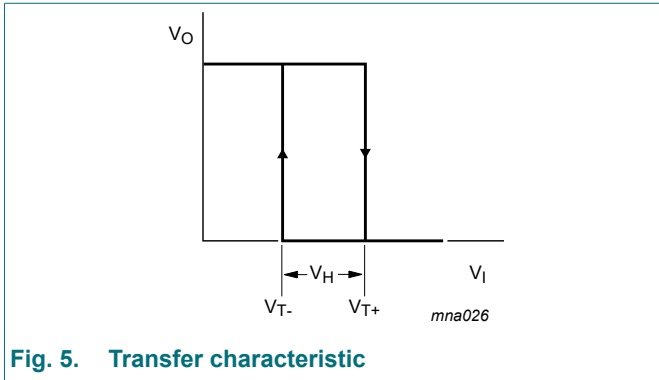 VO
VH
VI
VT-
VT+
mna026
Fig. 5. Transfer characteristic